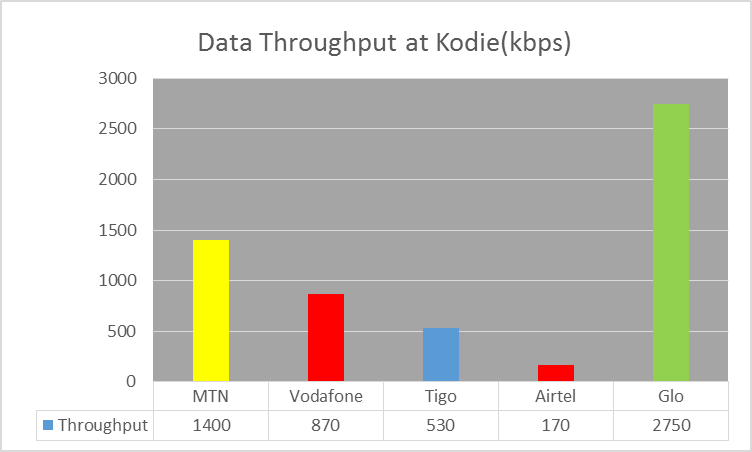 Data Throughput at Kodie(kbps)
3000
2500
2000
1500
1000
500
0
MTN Vodafone Tigo Airtel Glo
Throughput 1400 870 530 170 2750